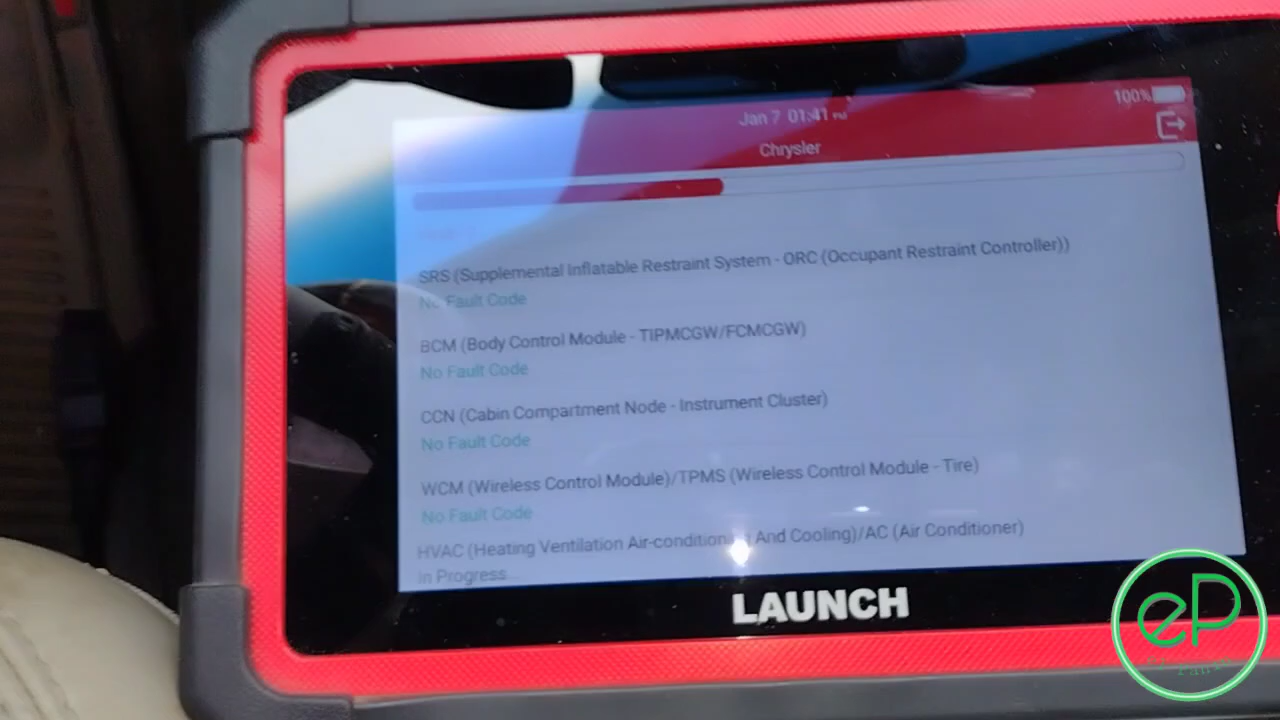 100%
Jan 7 01:41 PM
Chrysler
SRS (Supplemental Inflatable Restraint System - ORC (Occupant Restraint Controller))
No Fault Code
BCM (Body Control Module - TIPMCGW/FCMCGW)
No Fault Code
CCN (Cabin Compartment Node - Instrument Cluster)
No Fault Code
WCM (Wireless Control Module)/TPMS (Wireless Control Module - Tire)
No Fault Code
HVAC (Heating Ventilation And Cooling)/AC (Air Conditioner)
In Progress...
LAUNCH
eP